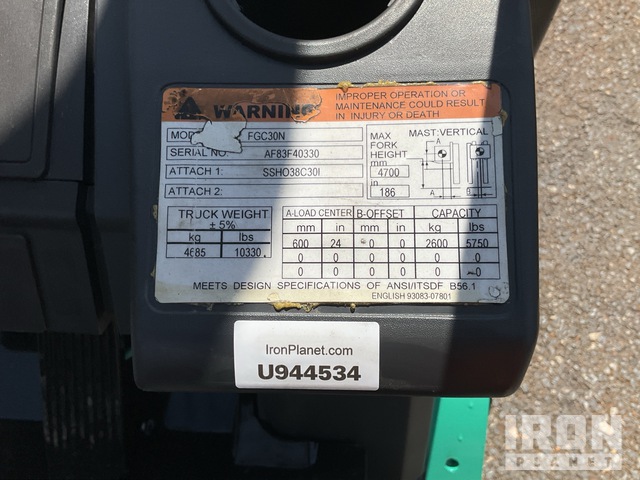 WARNING
IMPROPER OPERATION OR
MAINTENANCE COULD RESULT
IN INJURY OR DEATH
FGC30N
SERIAL NO. AF83F40330
ATTACH 1: SSHO38C30I
ATTACH 2:
MAX
FORK
HEIGHT
mm
4700
in
186
MAST:VERTICAL
A
A
TRUCK WEIGHT
± 5%
kg lbs
4685 10330
A-LOAD CENTER B-OFFSET CAPACITY
mm in mm 0 kg lbs
600 24 0 0 2600 5750
0 0 0 0 0 0
0 0 0 0 0 0
MEETS DESIGN SPECIFICATIONS OF ANSI/ITSDF B56.1
ENGLISH 93083-07801
IronPlanet.com
U944534
IRON
PLANET